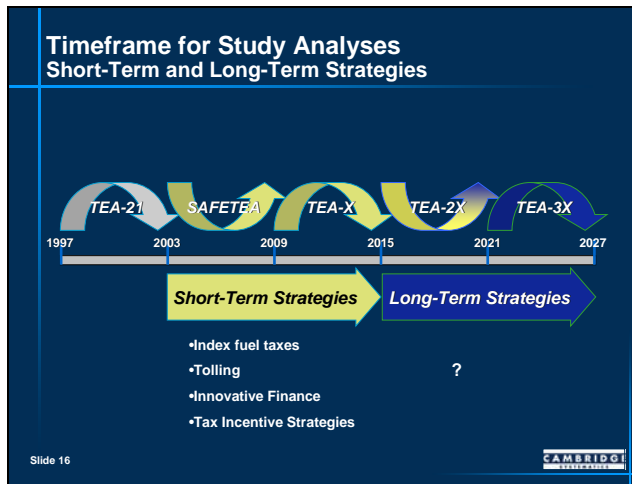 Timeframe for Study Analyses
Short-Term and Long-Term Strategies
TEA-21 SAFETEA TEA-X TEA-2X TEA-3X
1997 2003 2009 2015 2021 2027
Short-Term Strategies Long-Term Strategies
•Index fuel taxes
•Tolling ?
•Innovative Finance
•Tax Incentive Strategies
Slide 16
CAMBRIDGE
SYSTEMATICS